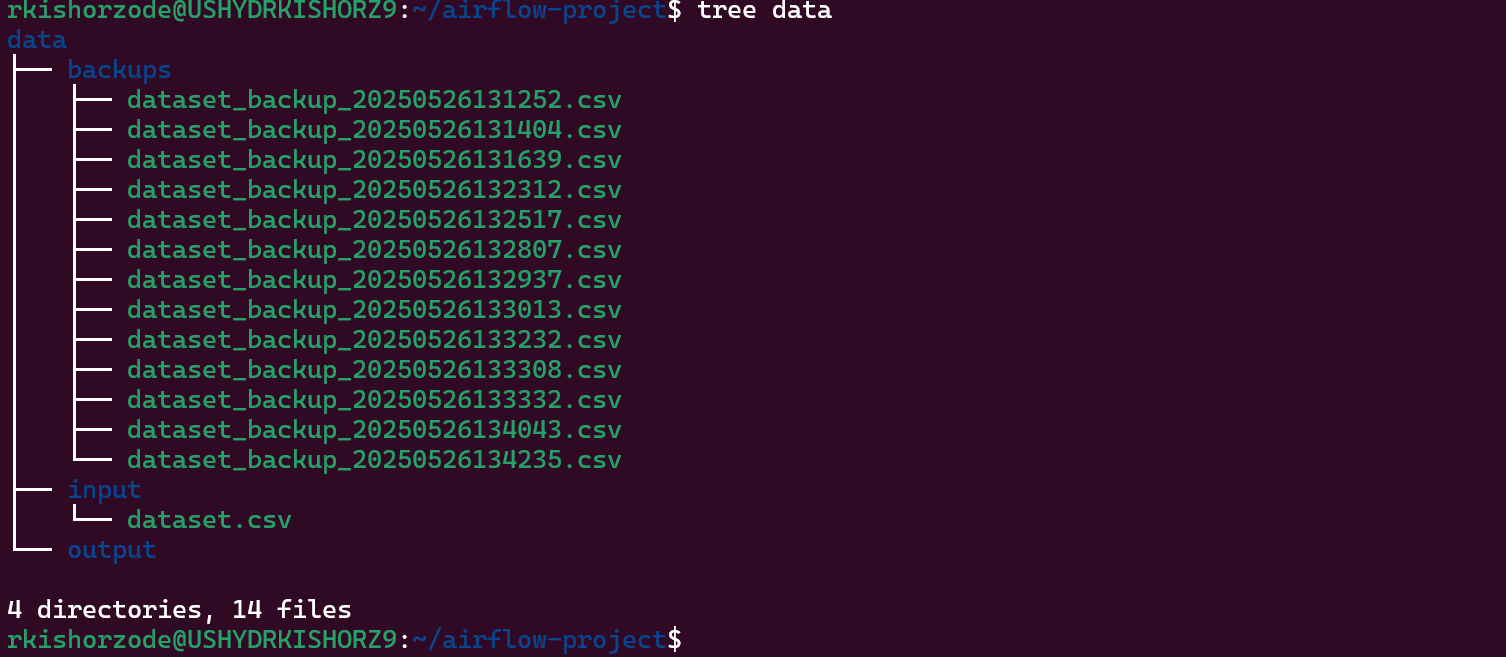 rkishorzode@USHYDRKISHORZ9:~/airflow-project$ tree data
data
├── backups
│   ├── dataset_backup_20250526131252.csv
│   ├── dataset_backup_20250526131404.csv
│   ├── dataset_backup_20250526131639.csv
│   ├── dataset_backup_20250526132312.csv
│   ├── dataset_backup_20250526132517.csv
│   ├── dataset_backup_20250526132807.csv
│   ├── dataset_backup_20250526132937.csv
│   ├── dataset_backup_20250526133013.csv
│   ├── dataset_backup_20250526133232.csv
│   ├── dataset_backup_20250526133308.csv
│   ├── dataset_backup_20250526133332.csv
│   ├── dataset_backup_20250526134043.csv
│   └── dataset_backup_20250526134235.csv
├── input
│   └── dataset.csv
└── output
4 directories, 14 files
rkishorzode@USHYDRKISHORZ9:~/airflow-project$